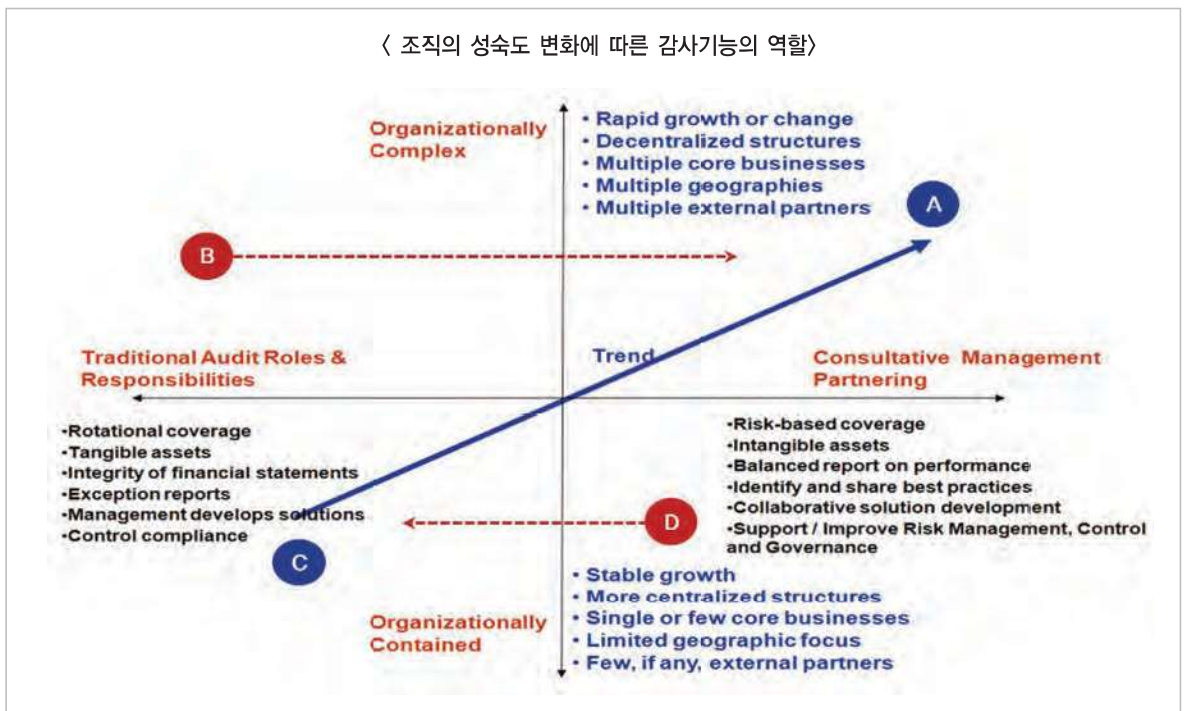 〈 조직의 성숙도 변화에 따른 감사기능의 역할〉
Organizationally
Complex
• Rapid growth or change
• Decentralized structures
• Multiple core businesses
• Multiple geographies
• Multiple external partners
A
B
Traditional Audit Roles &
Responsibilities
Trend
Consultative Management
Partnering
•Rotational coverage
•Tangible assets
•Integrity of financial statements
•Exception reports
•Management develops solutions
•Control compliance
•Risk-based coverage
•Intangible assets
•Balanced report on performance
•Identify and share best practices
•Collaborative solution development
•Support / Improve Risk Management, Control
and Governance
C
D
Organizationally
Contained
• Stable growth
• More centralized structures
• Single or few core businesses
• Limited geographic focus
• Few, if any, external partners